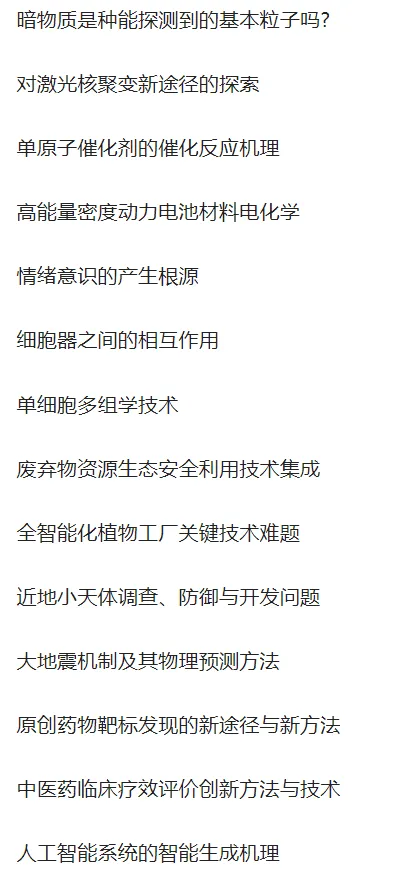 暗物质是种能探测到的基本粒子吗?
对激光核聚变新途径的探索
单原子催化剂的催化反应机理
高能量密度动力电池材料电化学
情绪意识的产生根源
细胞器之间的相互作用
单细胞多组学技术
废弃物资源生态安全利用技术集成
全智能化植物工厂关键技术难题
近地小天体调查、防御与开发问题
大地震机制及其物理预测方法
原创药物靶标发现的新途径与新方法
中医药临床疗效评价创新方法与技术
人工智能系统的智能生成机理